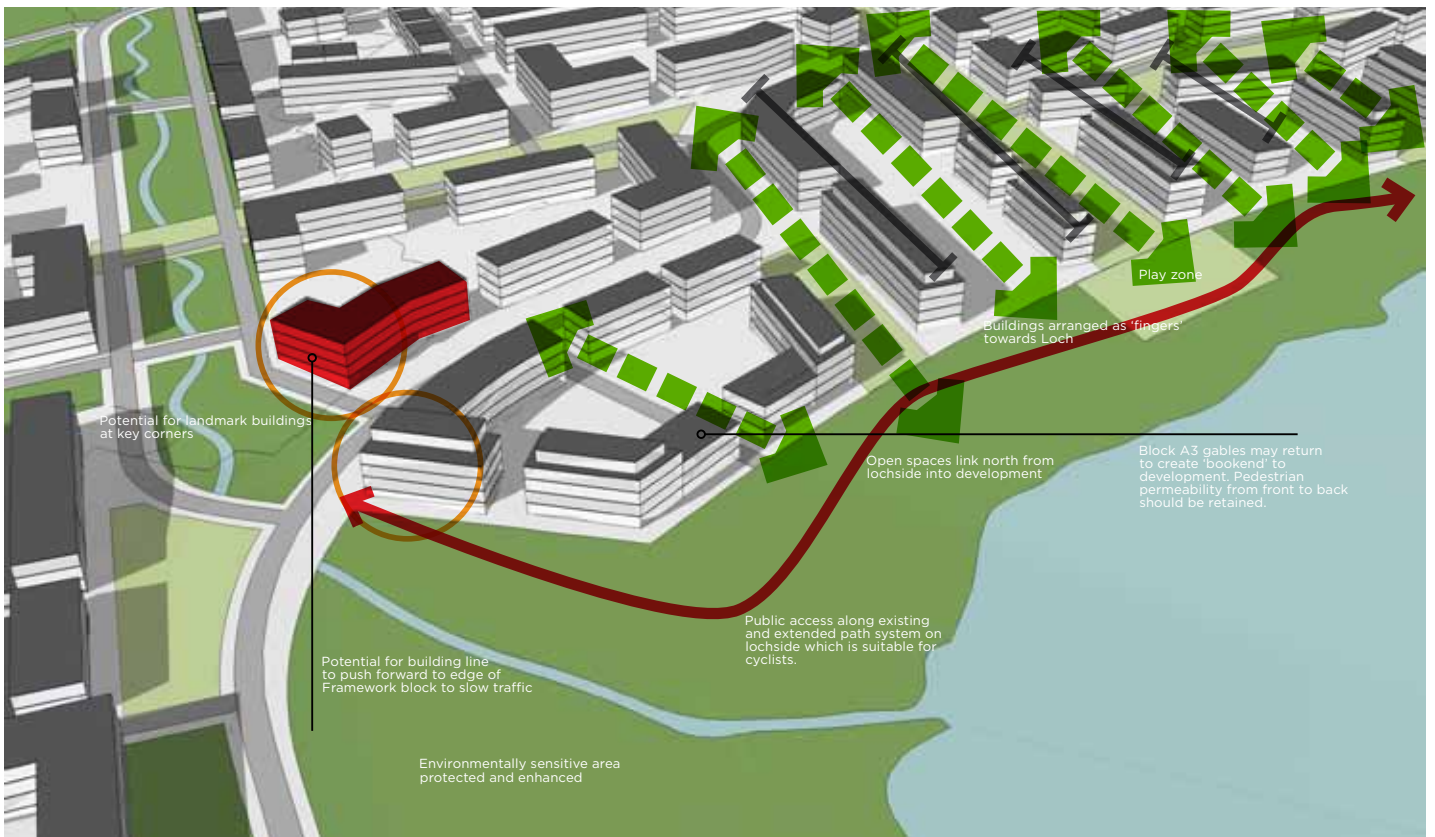 Play zone
Buildings arranged as 'fingers'
towards Loch
Potential for landmark buildings
at key corners
Open spaces link north from
lochside into development
Block A3 gables may return
to create 'bookend' to
development. Pedestrian
permeability from front to back
should be retained.
Public access along existing
and extended path system on
lochside which is suitable for
cyclists.
Potential for building line
to push forward to edge of
Framework block to slow traffic
Environmentally sensitive area
protected and enhanced